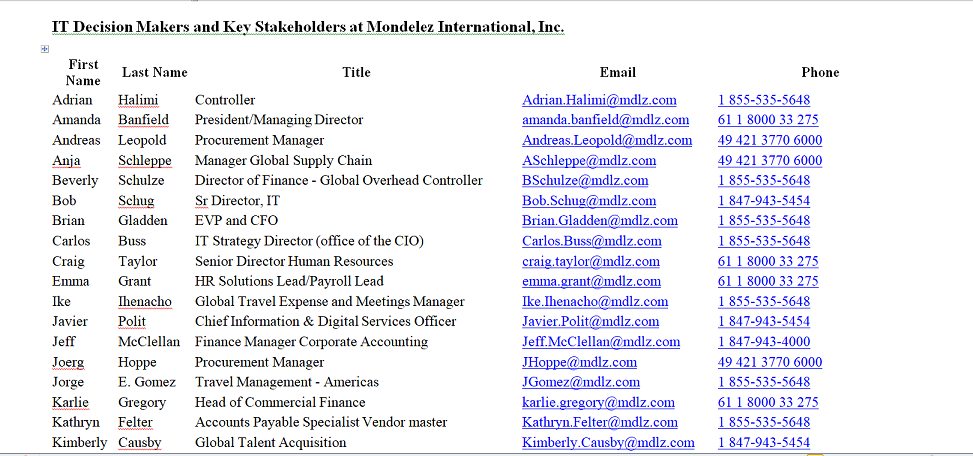 IT Decision Makers and Key Stakeholders at Mondelez International, Inc.
First Name Last Name Title Email Phone
Adrian Halimi Controller Adrian.Halimi@mdlz.com 1 855-535-5648
Amanda Banfield President/Managing Director amanda.banfield@mdlz.com 61 1 8000 33 275
Andreas Leopold Procurement Manager Andreas.Leopold@mdlz.com 49 421 3770 6000
Anja Schleppe Manager Global Supply Chain ASchleppe@mdlz.com 49 421 3770 6000
Beverly Schulze Director of Finance - Global Overhead Controller BSchulze@mdlz.com 1 855-535-5648
Bob Schug Sr Director, IT Bob.Schug@mdlz.com 1 847-943-5454
Brian Gladden EVP and CFO Brian.Gladden@mdlz.com 1 855-535-5648
Carlos Buss IT Strategy Director (office of the CIO) Carlos.Buss@mdlz.com 1 855-535-5648
Craig Taylor Senior Director Human Resources craig.taylor@mdlz.com 61 1 8000 33 275
Emma Grant HR Solutions Lead/Payroll Lead emma.grant@mdlz.com 61 1 8000 33 275
Ike Ihenacho Global Travel Expense and Meetings Manager Ike.Ihenacho@mdlz.com 1 855-535-5648
Javier Polit Chief Information & Digital Services Officer Javier.Polit@mdlz.com 1 847-943-5454
Jeff McClellan Finance Manager Corporate Accounting Jeff.McClellan@mdlz.com 1 847-943-4000
Joerg Hoppe Procurement Manager JHoppe@mdlz.com 49 421 3770 6000
Jorge E. Gomez Travel Management - Americas JGomez@mdlz.com 1 855-535-5648
Karlie Gregory Head of Commercial Finance karlie.gregory@mdlz.com 61 1 8000 33 275
Kathryn Felter Accounts Payable Specialist Vendor master Kathryn.Felter@mdlz.com 1 855-535-5648
Kimberly Causby Global Talent Acquisition Kimberly.Causby@mdlz.com 1 847-943-5454